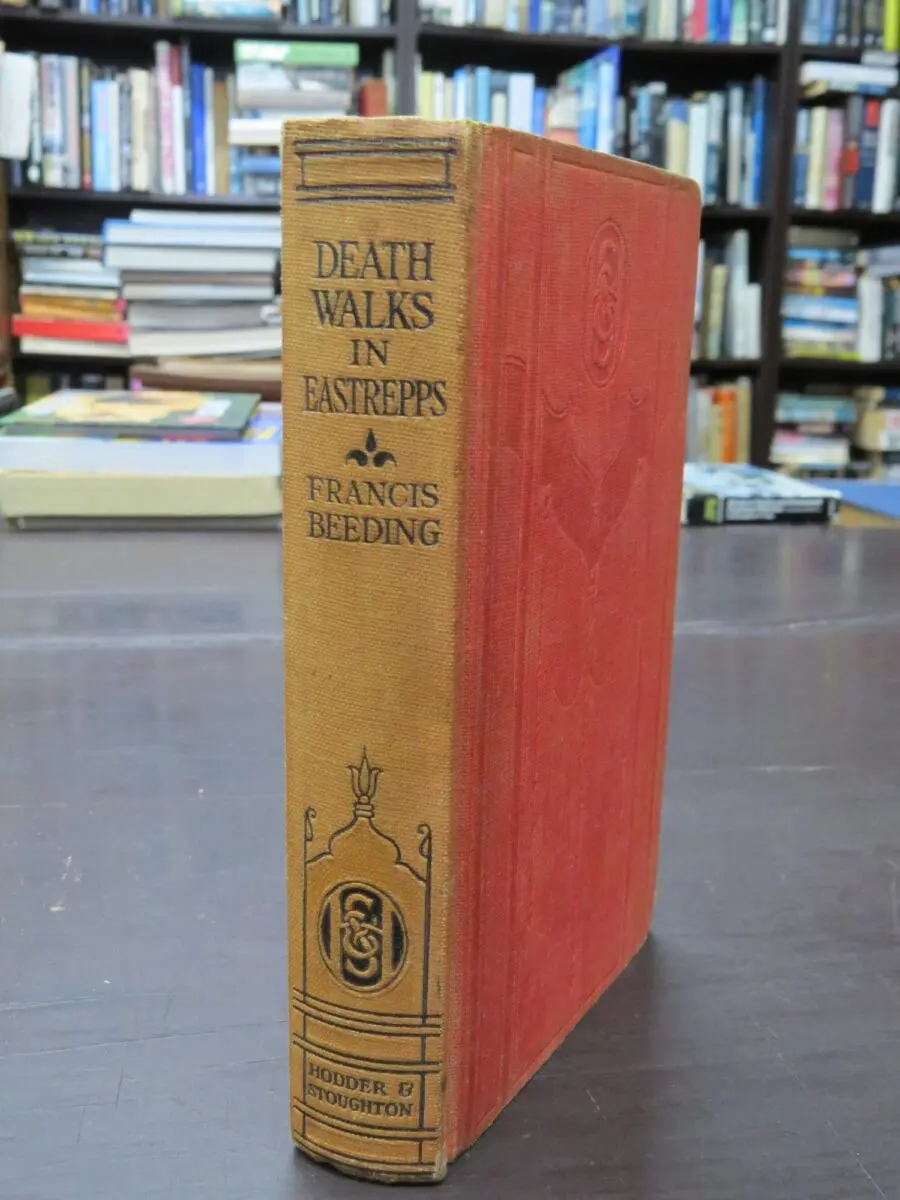 DEATH
WALKS
IN
EASTREPPS
FRANCIS
BEEDING
HODDER &
STOUGHTON